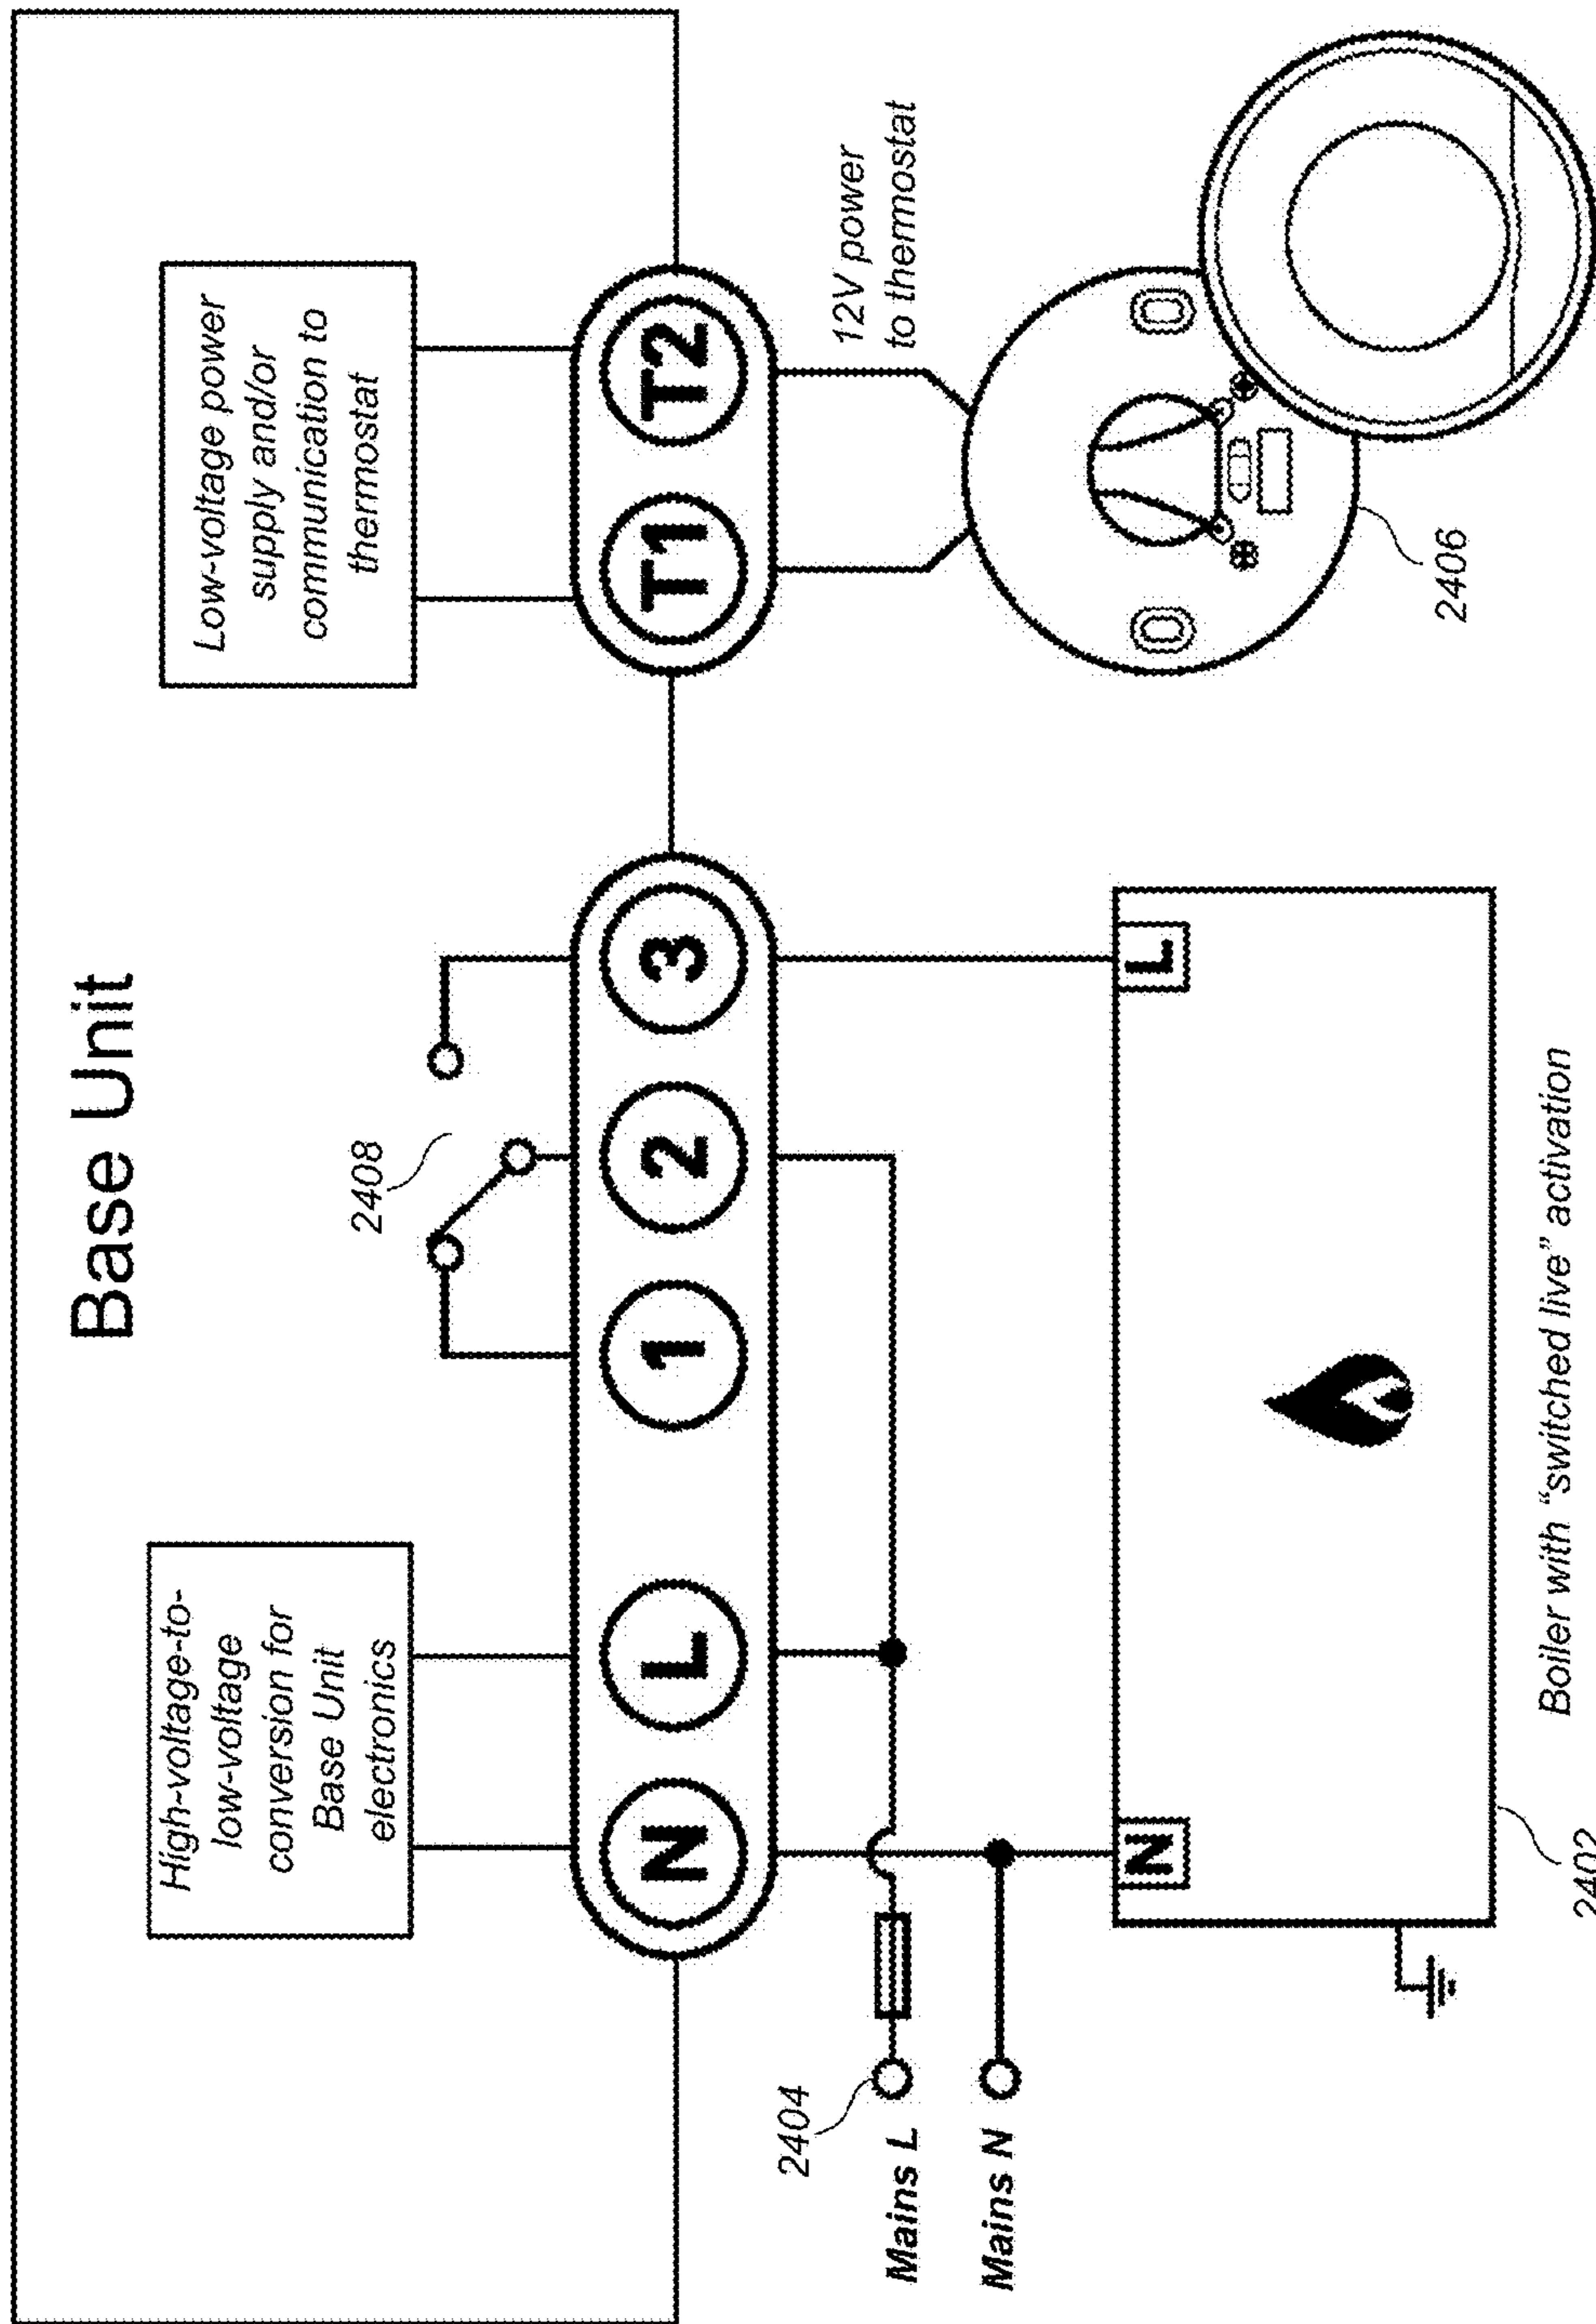 Base Unit
High-voltage-to-
low-voltage
conversion for
Base Unit
electronics
2408
Low-voltage power
supply and/or
communication to
thermostat
N
L
1
2
3
T1
T2
2404
Mains L
Mains N
12V power
to thermostat
N
L
2406
2402
Boiler with “switched live” activation